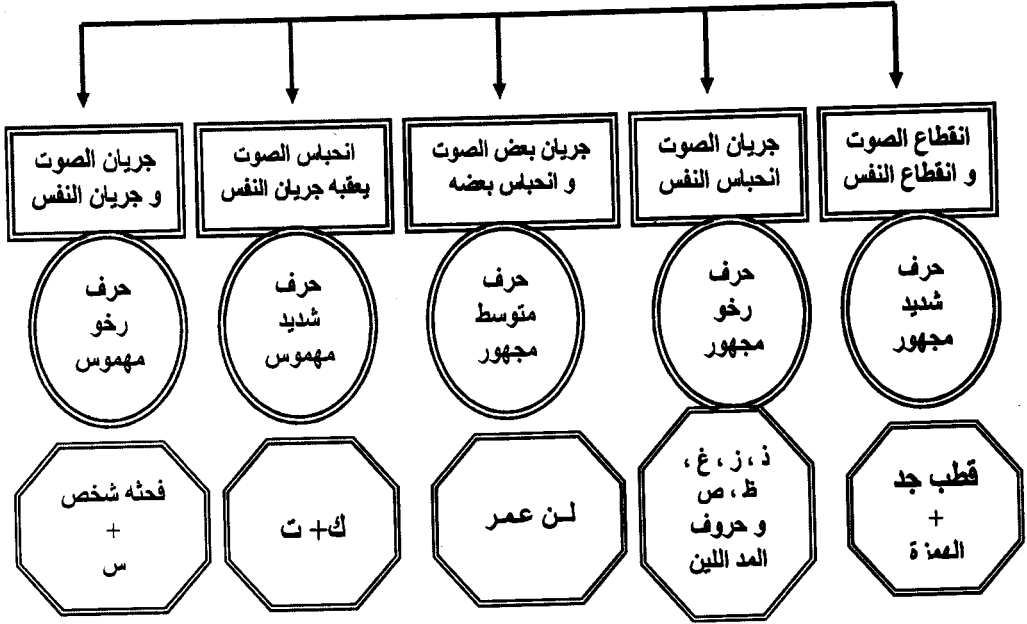 انقطاع الصوت
و انقطاع النفس
جريان الصوت
انحباس النفس
جريان بعض الصوت
و انحباس بعضه
انحباس الصوت
يعقبه جريان النفس
جريان الصوت
و جريان النفس
حرف
شديد
مجهور
حرف
رخو
مجهور
حرف
متوسط
مجهور
حرف
شديد
مهموس
حرف
رخو
مهموس
قطب جد
+
الهمزة
ذ ، ز ، غ ،
ظ ، ص
و حروف
المد اللين
لـن عمـر
ك+ ت
فحثه شخص
+
س